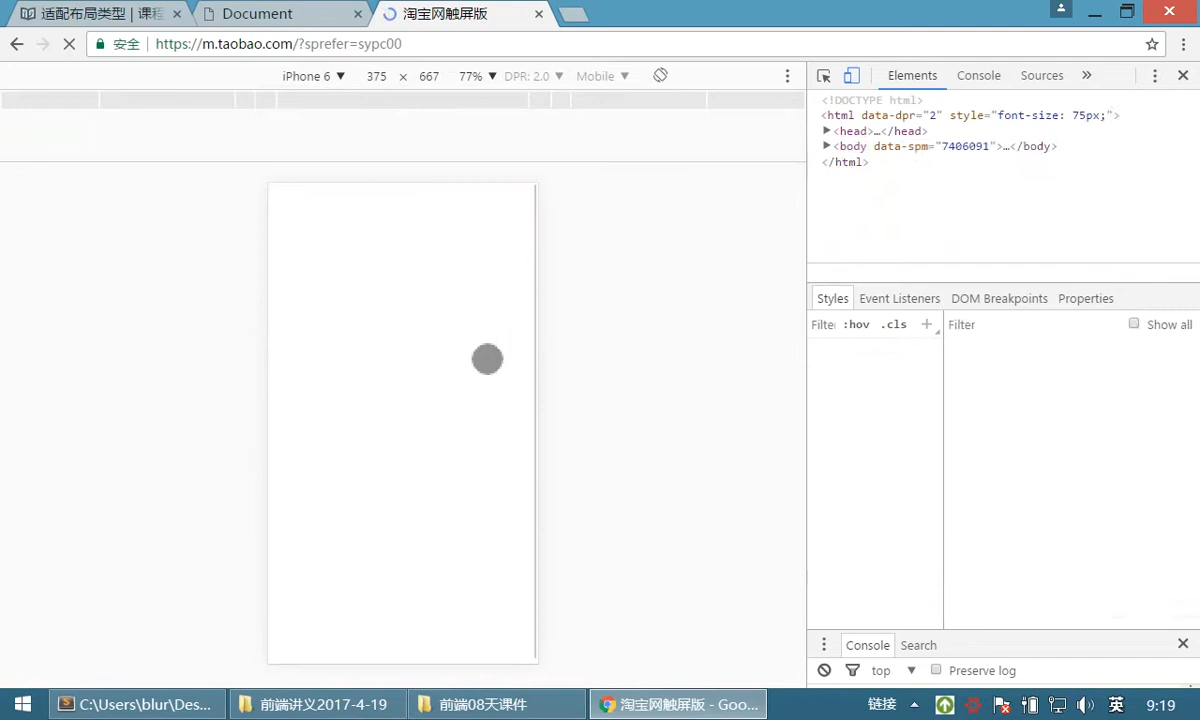 适配布局类型 | 课程
Document
淘宝网触屏版
安全
https://m.taobao.com/?sprefer=sypc00
iPhone 6 ▼ 375 × 667 77% ▼ DPR: 2.0 ▼ Mobile ▼
Elements Console Sources »
<!DOCTYPE html>
<html data-dpr="2" style="font-size: 75px;">
▶<head>…</head>
▶<body data-spm="7406091">…</body>
</html>
Styles Event Listeners DOM Breakpoints Properties
Filter :hov .cls +
Filter Show all
Console Search
top ▼ Preserve log
C:\Users\blur\Des...
前端讲义2017-4-19
前端08天课件
淘宝网触屏版 - Goo...
链接
英
9:19